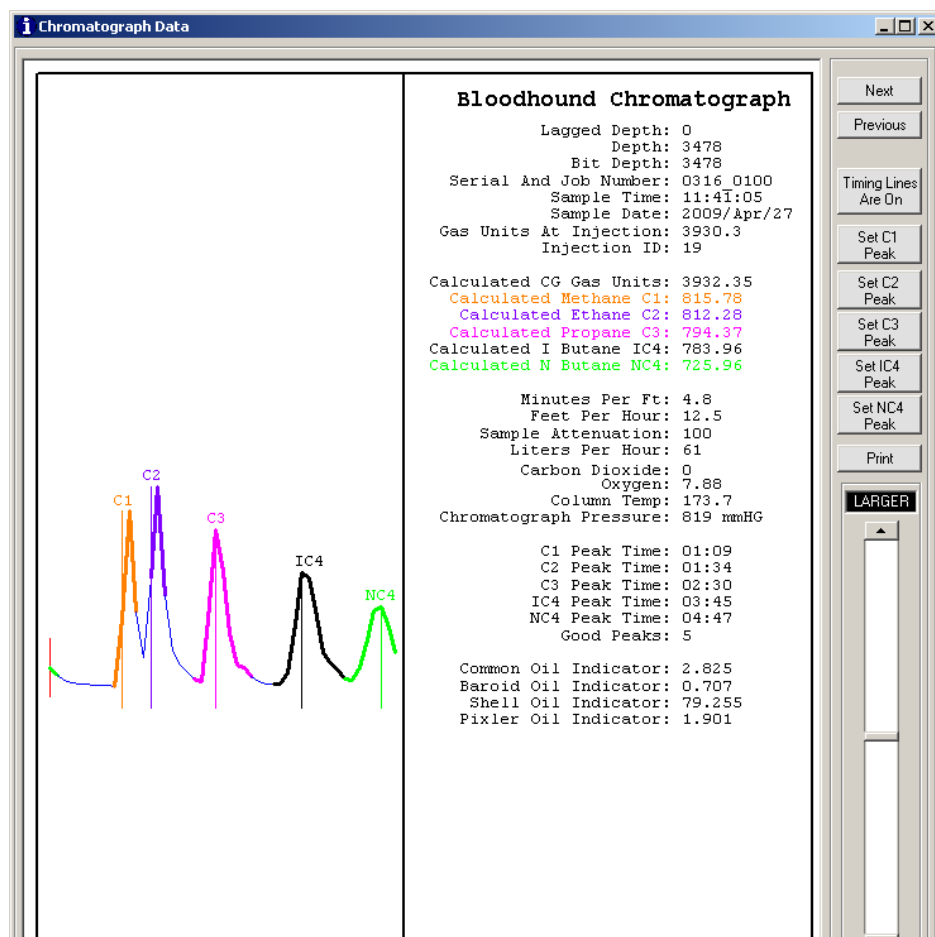 Chromatograph Data
Bloodhound Chromatograph
Lagged Depth: 0
Depth: 3478
Bit Depth: 3478
Serial And Job Number: 0316_0100
Sample Time: 11:41:05
Sample Date: 2009/Apr/27
Gas Units At Injection: 3930.3
Injection ID: 19
Calculated CG Gas Units: 3932.35
Calculated Methane C1: 815.78
Calculated Ethane C2: 812.28
Calculated Propane C3: 794.37
Calculated I Butane IC4: 783.96
Calculated N Butane NC4: 725.96
Minutes Per Ft: 4.8
Feet Per Hour: 12.5
Sample Attenuation: 100
Liters Per Hour: 61
Carbon Dioxide: 0
Oxygen: 7.88
Column Temp: 173.7
Chromatograph Pressure: 819 mmHG
C1 Peak Time: 01:09
C2 Peak Time: 01:34
C3 Peak Time: 02:30
IC4 Peak Time: 03:45
NC4 Peak Time: 04:47
Good Peaks: 5
Common Oil Indicator: 2.825
Baroid Oil Indicator: 0.707
Shell Oil Indicator: 79.255
Pixler Oil Indicator: 1.901
C1
C2
C3
IC4
NC4
Next
Previous
Timing Lines
Are On
Set C1
Peak
Set C2
Peak
Set C3
Peak
Set IC4
Peak
Set NC4
Peak
Print
LARGER